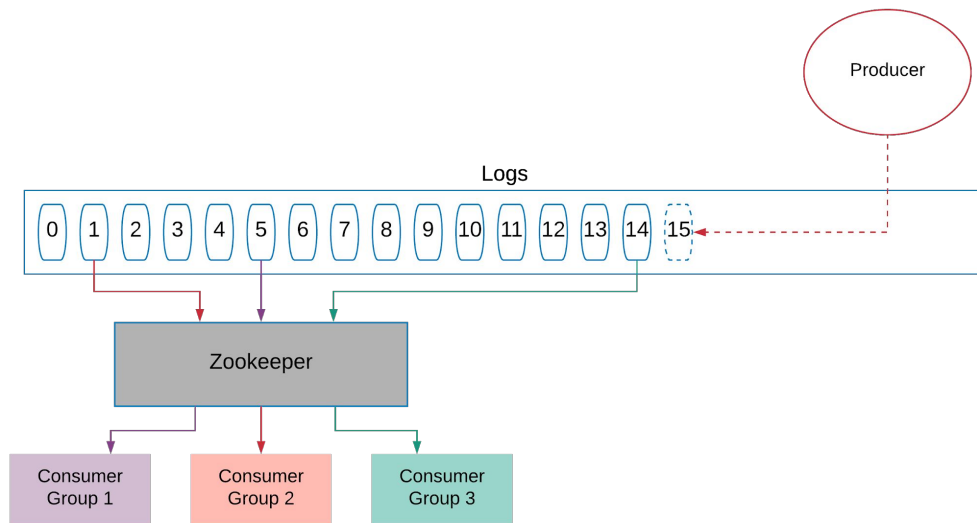 Producer
Logs
0 1 2 3 4 5 6 7 8 9 10 11 12 13 14 15
Zookeeper
Consumer
Group 1
Consumer
Group 2
Consumer
Group 3